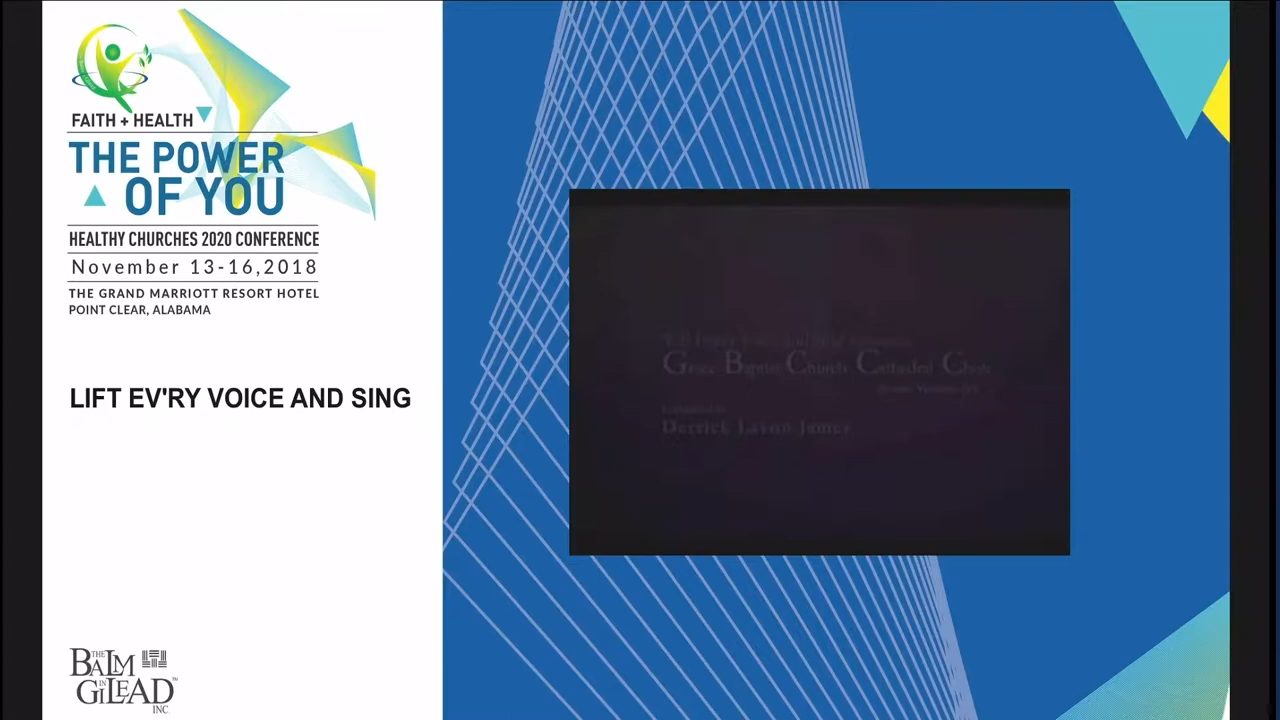 FAITH + HEALTH
THE POWER
OF YOU
HEALTHY CHURCHES 2020 CONFERENCE
November 13-16,2018
THE GRAND MARRIOTT RESORT HOTEL
POINT CLEAR, ALABAMA
LIFT EV'RY VOICE AND SING
Grace Baptist Church Cathedral Choir
Derrick Lavon James
THE BALM
IN GILEAD™
INC.